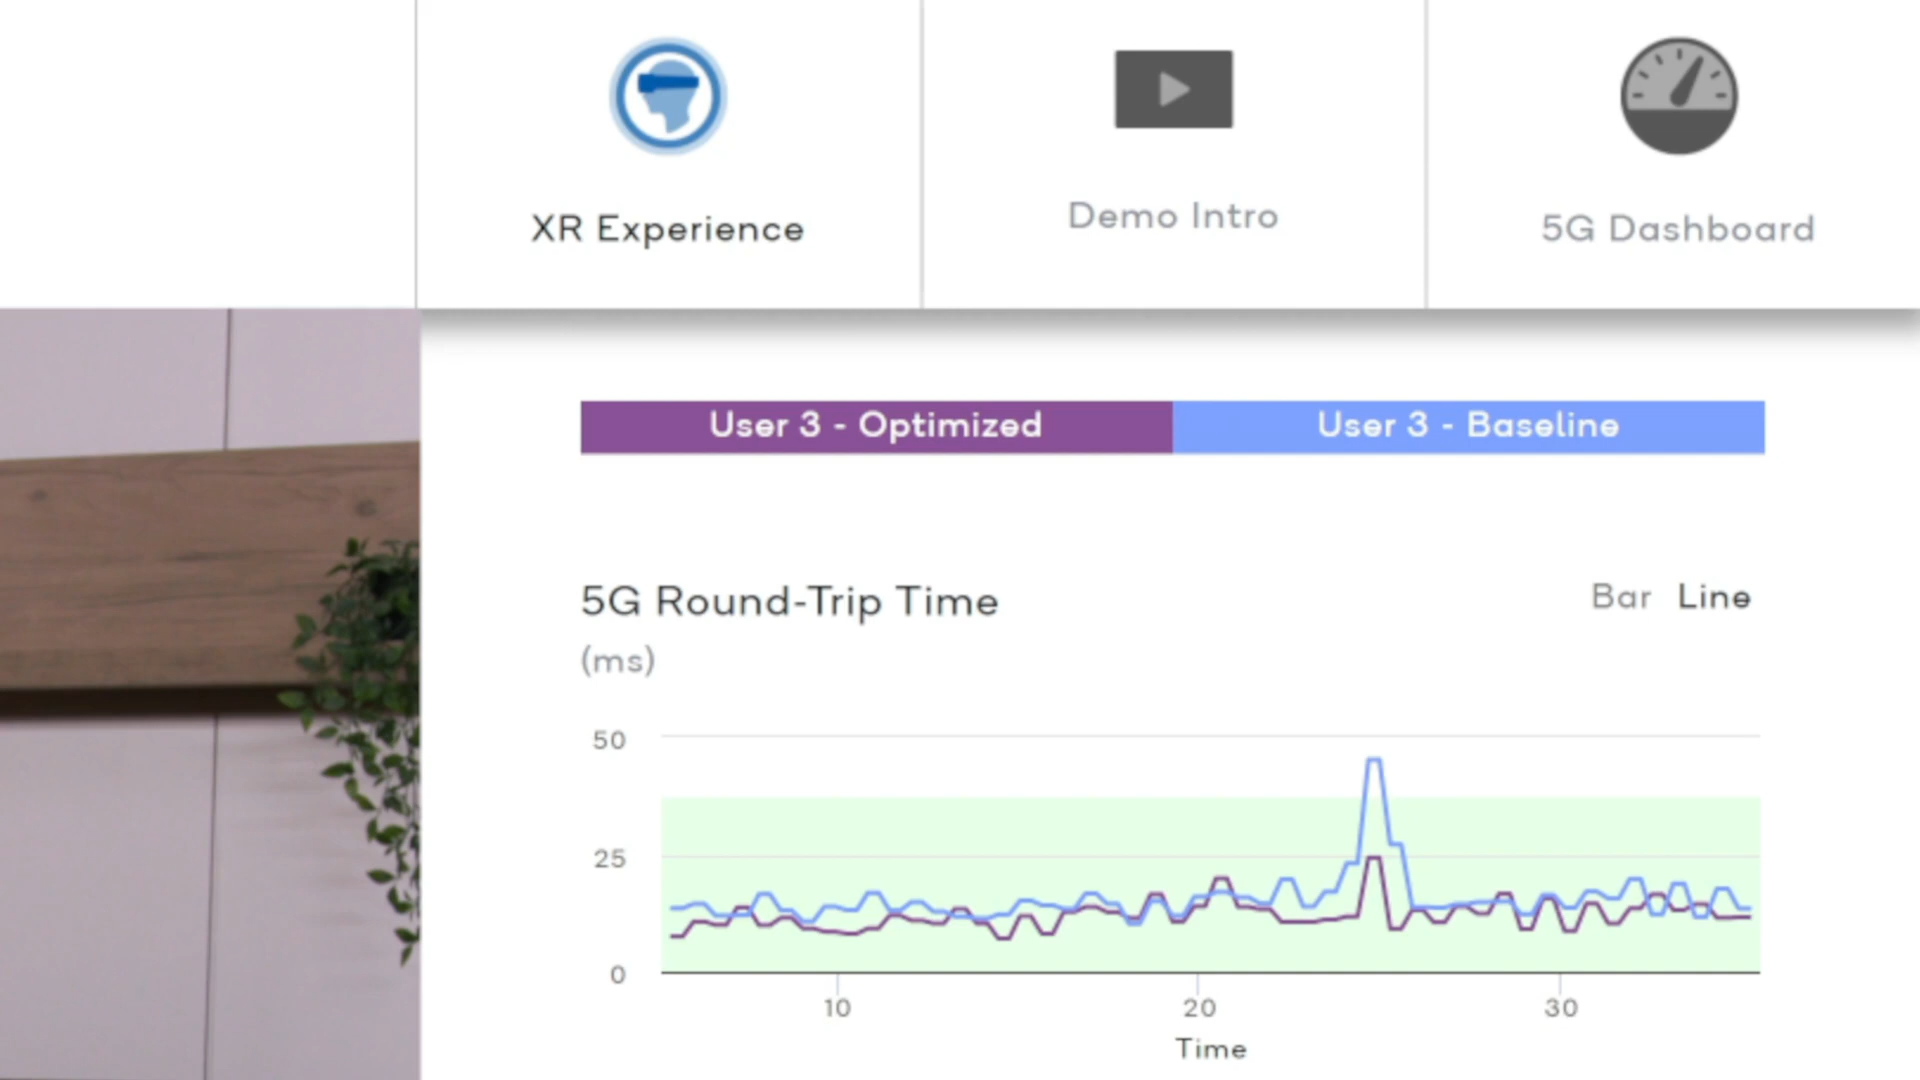 XR Experience
Demo Intro
5G Dashboard
User 3 - Optimized
User 3 - Baseline
5G Round-Trip Time
Bar Line
(ms)
50
25
0
10 20 30
Time